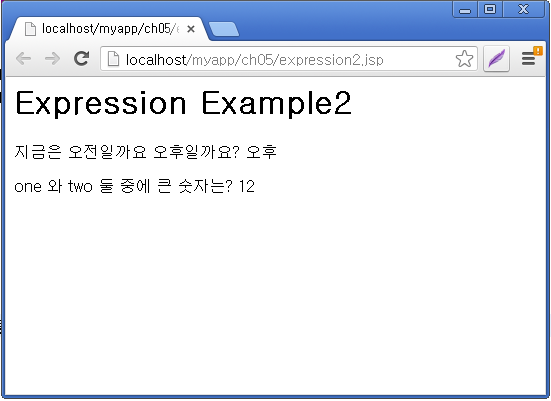 localhost/myapp/ch05/e
localhost/myapp/ch05/expression2.jsp
Expression Example2
지금은 오전일까요 오후일까요? 오후
one 와 two 둘 중에 큰 숫자는? 12